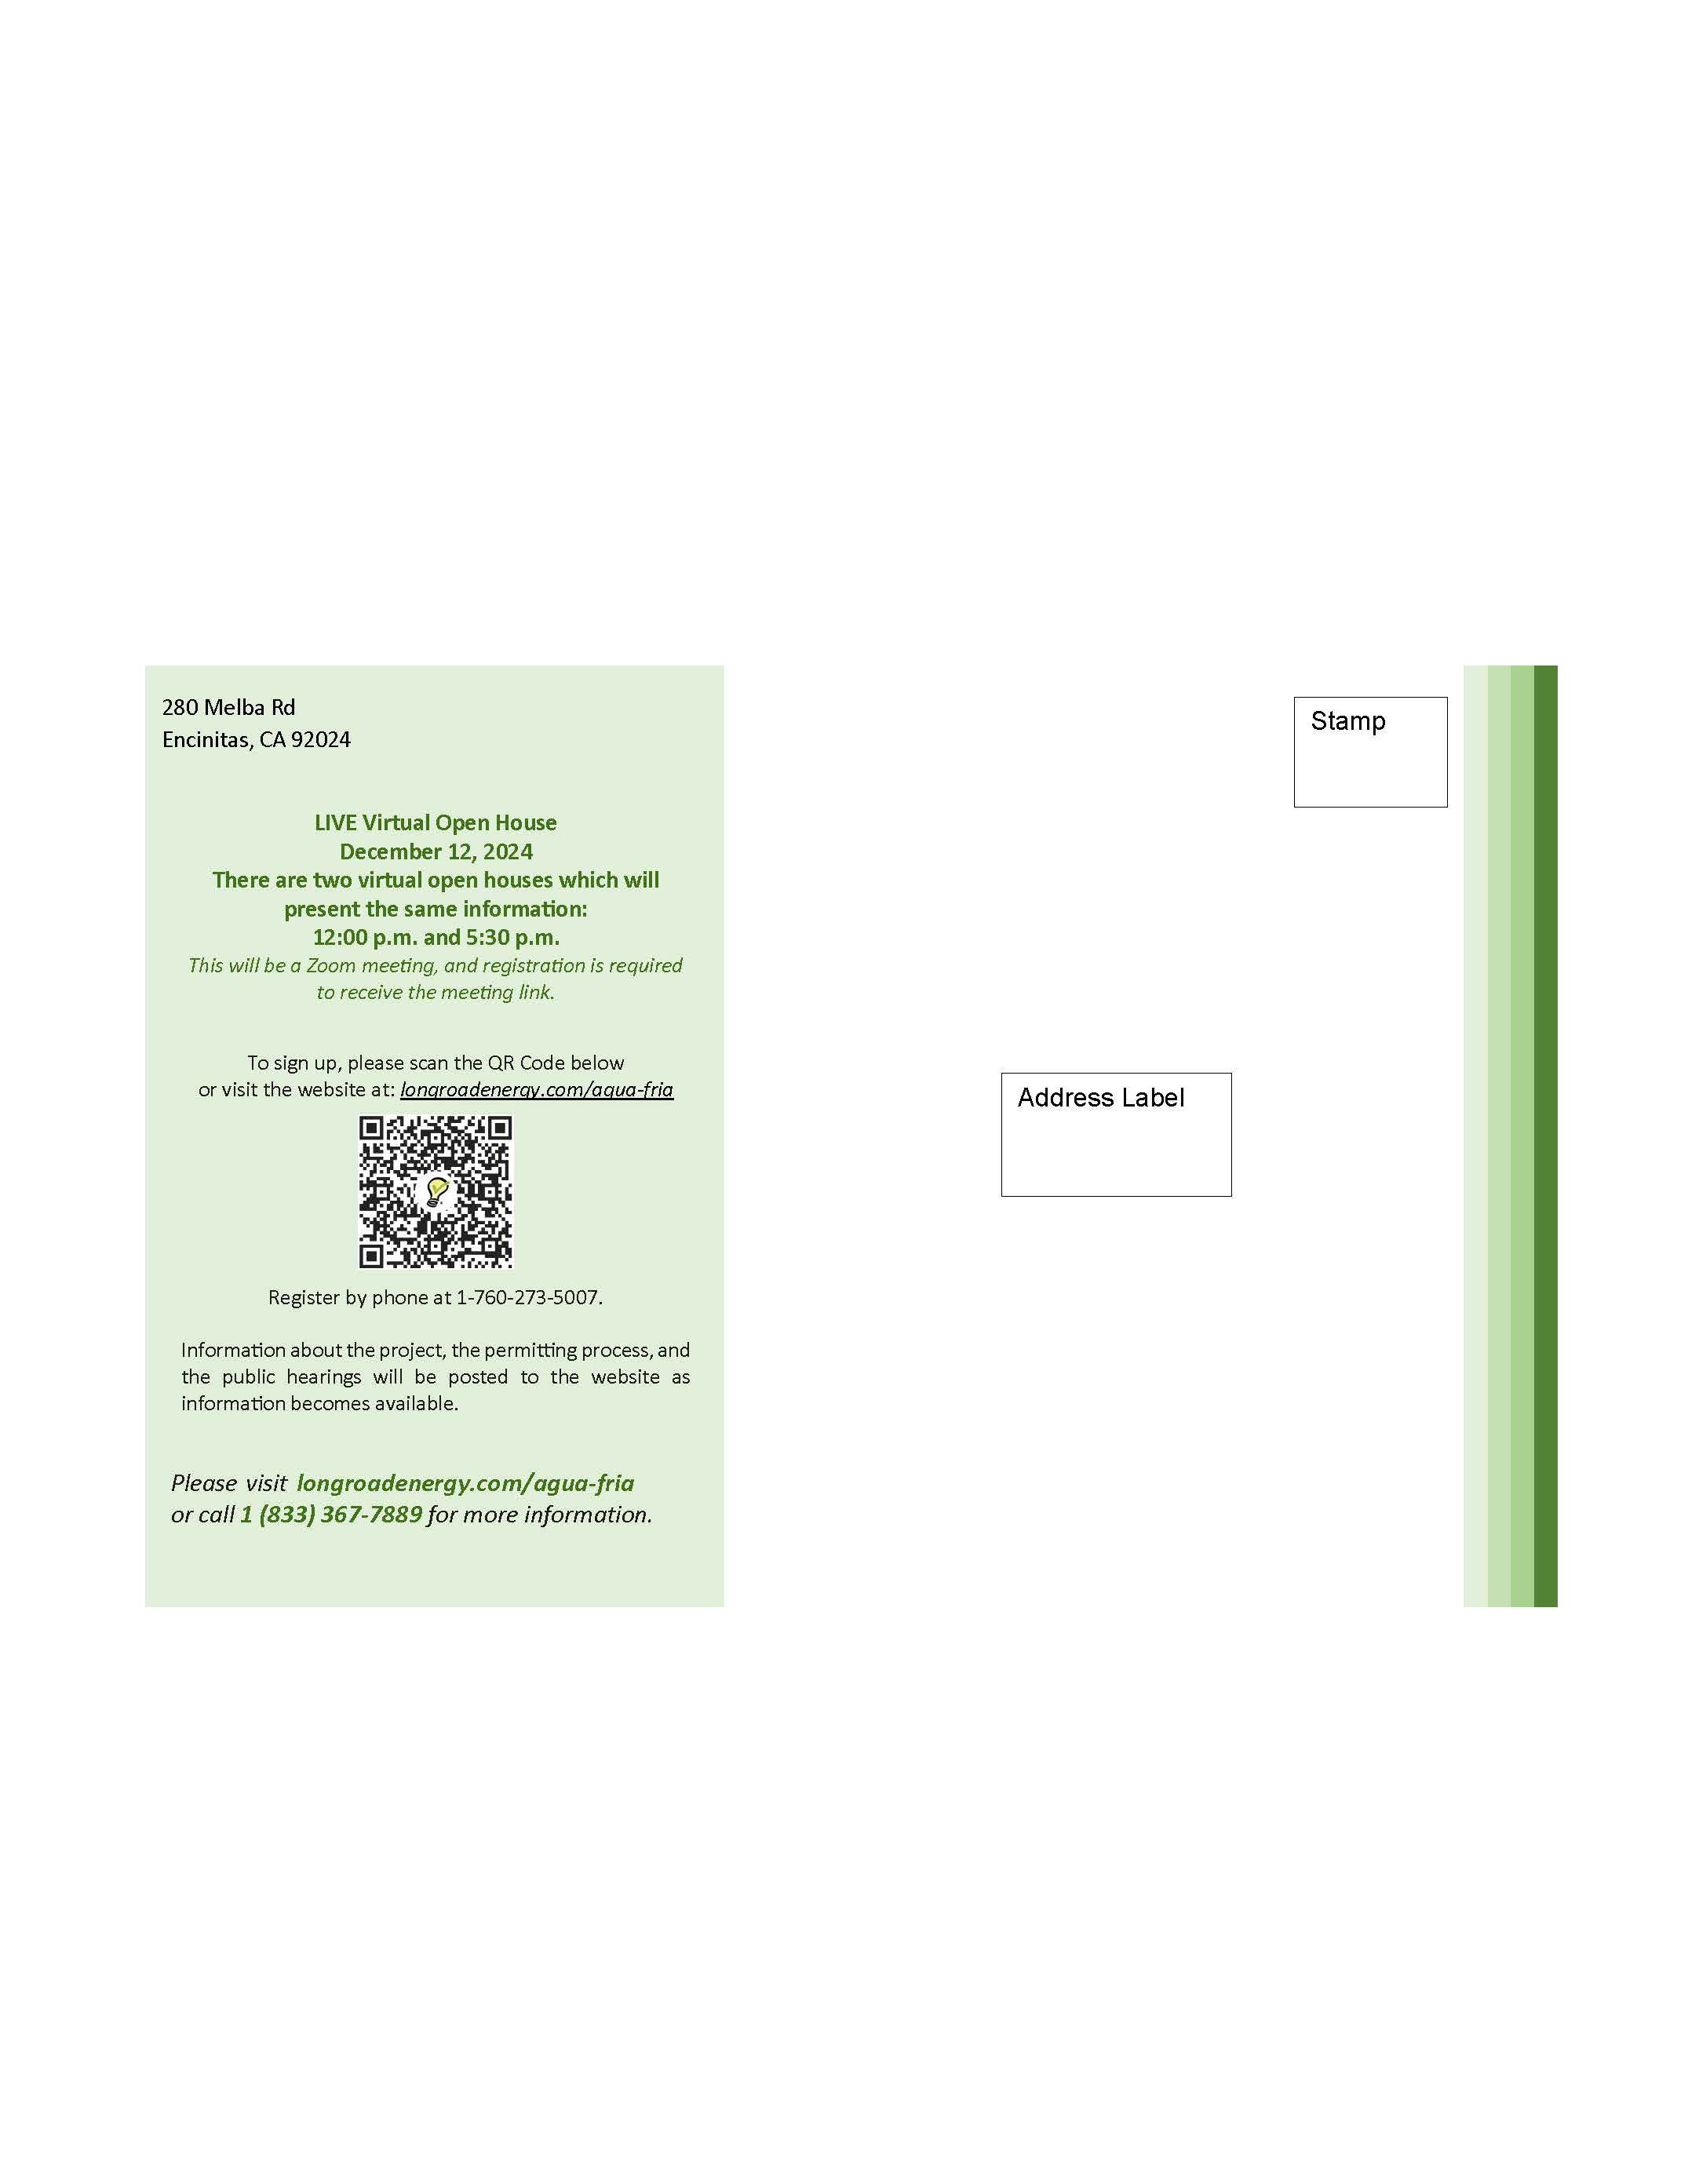 280 Melba Rd
Encinitas, CA 92024
LIVE Virtual Open House
December 12, 2024
There are two virtual open houses which will
present the same information:
12:00 p.m. and 5:30 p.m.
This will be a Zoom meeting, and registration is required
to receive the meeting link.
To sign up, please scan the QR Code below
or visit the website at: longroadenergy.com/agua-fria
Register by phone at 1-760-273-5007.
Information about the project, the permitting process, and
the public hearings will be posted to the website as
information becomes available.
Please visit longroadenergy.com/agua-fria
or call 1 (833) 367-7889 for more information.
Stamp
Address Label